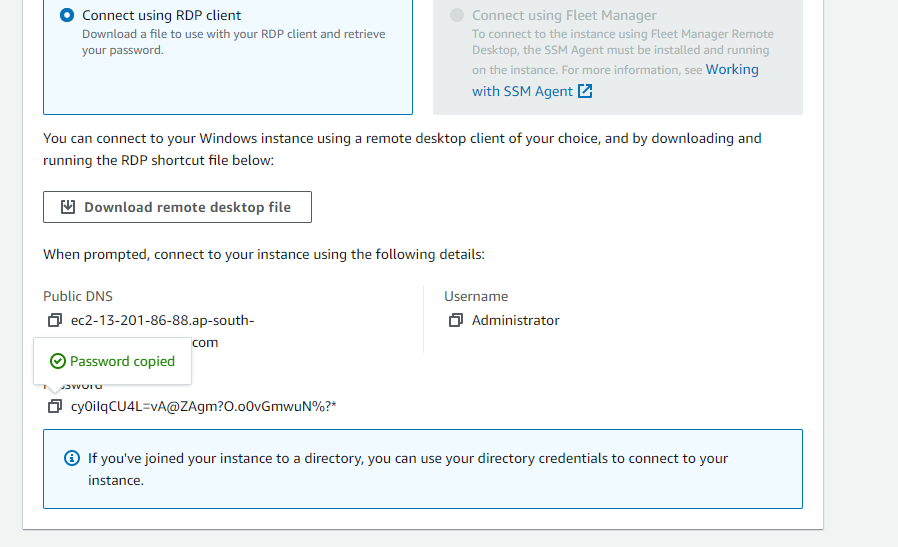 Connect using RDP client
Download a file to use with your RDP client and retrieve
your password.
Connect using Fleet Manager
To connect to the instance using Fleet Manager Remote
Desktop, the SSM Agent must be installed and running
on the instance. For more information, see Working
with SSM Agent
You can connect to your Windows instance using a remote desktop client of your choice, and by downloading and
running the RDP shortcut file below:
Download remote desktop file
When prompted, connect to your instance using the following details:
Public DNS
ec2-13-201-86-88.ap-south-
com
Username
Administrator
Password copied
cy0iIqCU4L=vA@ZAgm?O.o0vGmwuN%?*
If you've joined your instance to a directory, you can use your directory credentials to connect to your
instance.